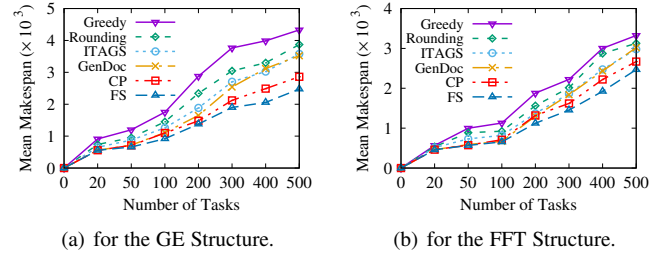 Mean Makespan (× 10³)
5
4
3
2
1
0
Greedy
Rounding
ITAGS
GenDoc
CP
FS
0 20 50 100 200 300 400 500
Number of Tasks
(a) for the GE Structure.
Mean Makespan (× 10³)
4
3
2
1
0
Greedy
Rounding
ITAGS
GenDoc
CP
FS
0 20 50 100 200 300 400 500
Number of Tasks
(b) for the FFT Structure.